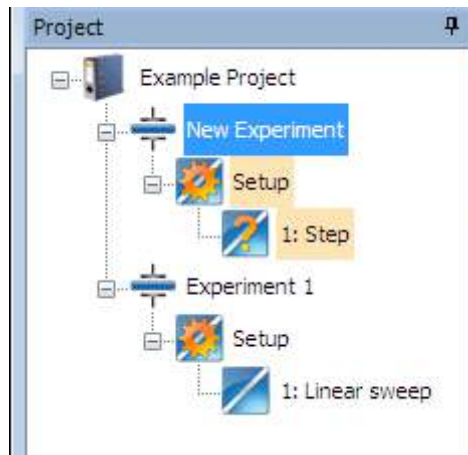 Project
Example Project
New Experiment
Setup
1: Step
Experiment 1
Setup
1: Linear sweep